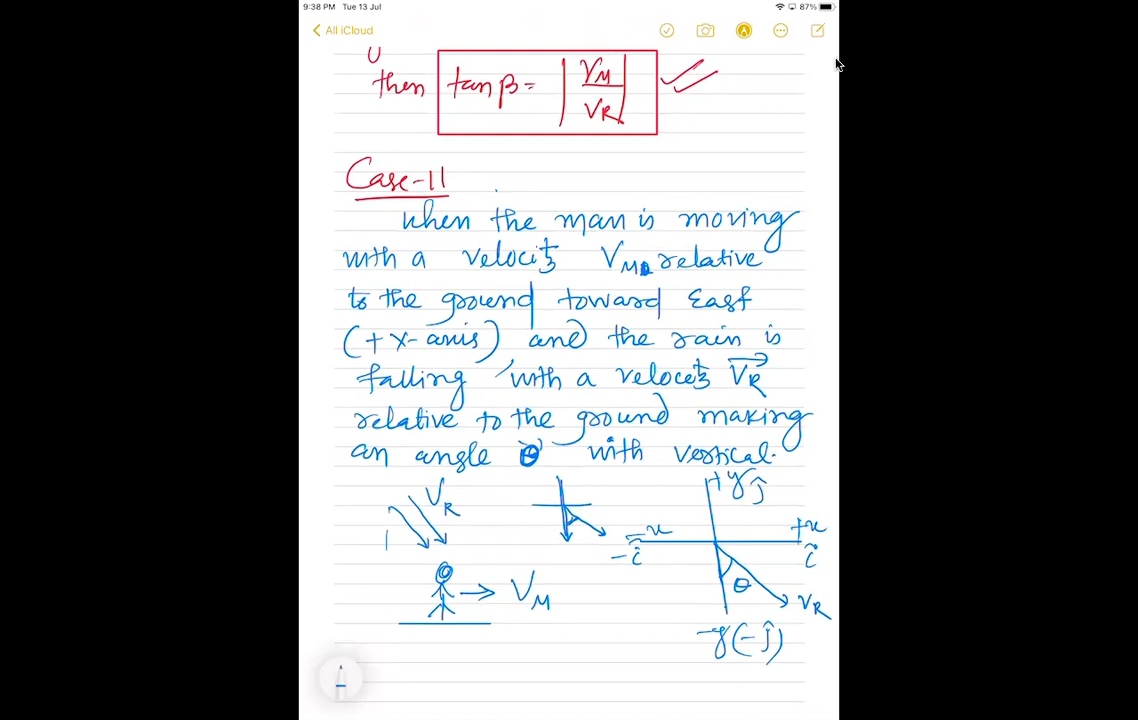 9:38 PM Tue 13 Jul
87%
All iCloud
then tan β = | VM / VR |
Case-II
when the man is moving
with a velocity VM relative
to the ground toward East
(+ x-axis) and the rain is
falling with a velocity VR
relative to the ground making
an angle θ with vertical.
VR
+y ĵ
-x
+x
-î
î
θ
VM
VR
-y(-ĵ)